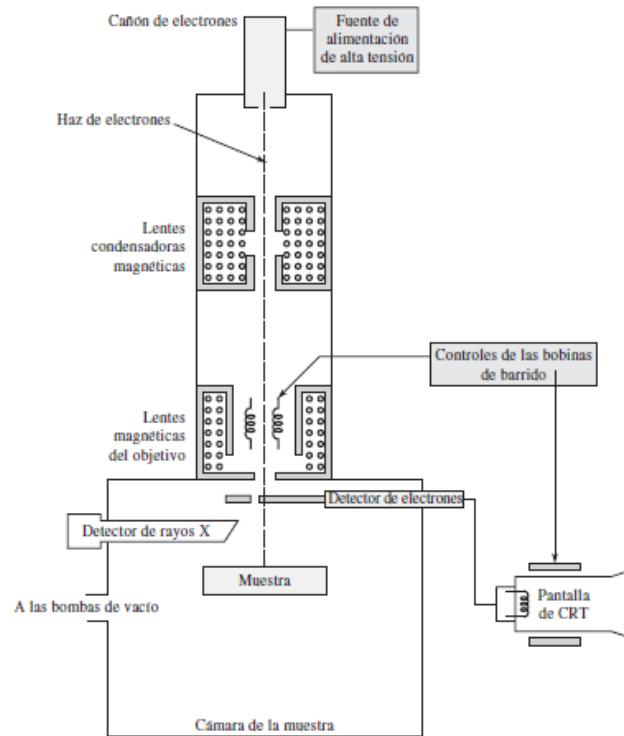 Cañón de electrones
Fuente de
alimentación
de alta tensión
Haz de electrones
Lentes
condensadoras
magnéticas
Controles de las bobinas
de barrido
Lentes
magnéticas
del objetivo
Detector de electrones
Detector de rayos X
Muestra
A las bombas de vacío
Pantalla
de CRT
Cámara de la muestra